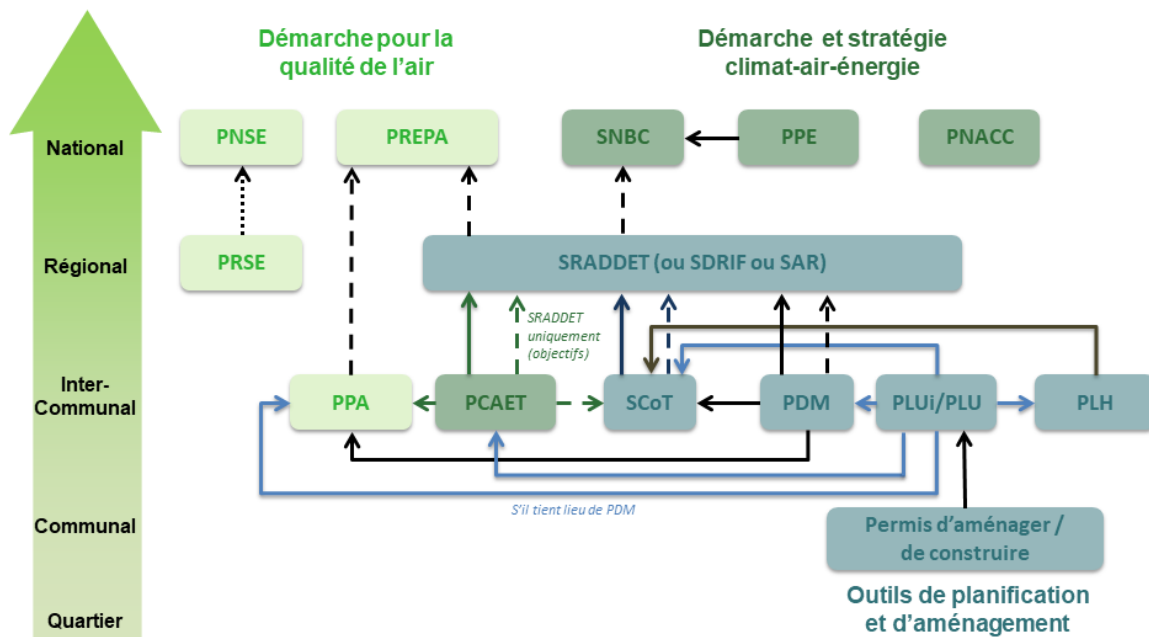 Démarche pour la
qualité de l'air
Démarche et stratégie
climat-air-énergie
National
PNSE
PREPA
SNBC
PPE
PNACC
Régional
PRSE
SRADDET (ou SDRIF ou SAR)
SRADDET
uniquement
(objectifs)
Inter-
Communal
PPA
PCAET
SCoT
PDM
PLUi/PLU
PLH
S'il tient lieu de PDM
Communal
Permis d'aménager /
de construire
Outils de planification
et d'aménagement
Quartier